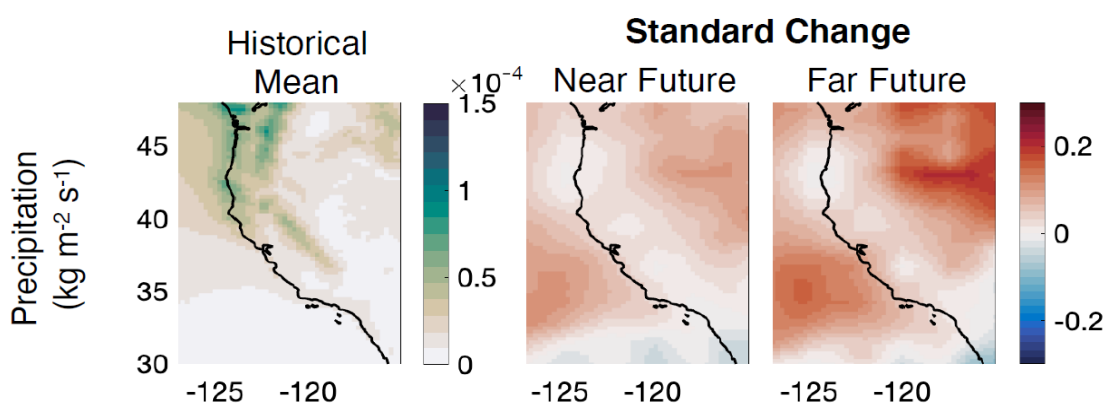 Standard Change
Historical
Mean
Near Future
Far Future
×10⁻⁴
Precipitation
(kg m⁻² s⁻¹)
45
40
35
30
-125
-120
1.5
1
0.5
0
-125
-120
-125
-120
0.2
0
-0.2